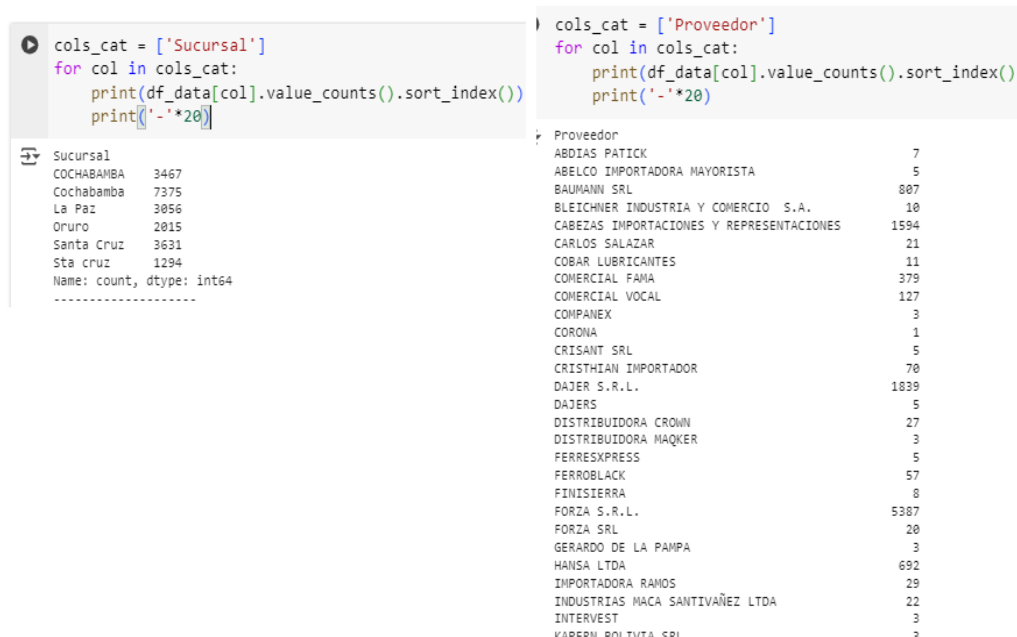 cols_cat = ['Sucursal']
for col in cols_cat:
    print(df_data[col].value_counts().sort_index())
    print('-'*20)
Sucursal
COCHABAMBA    3467
Cochabamba    7375
La Paz        3056
Oruro         2015
Santa Cruz    3631
Sta cruz      1294
Name: count, dtype: int64
--------------------
cols_cat = ['Proveedor']
for col in cols_cat:
    print(df_data[col].value_counts().sort_index()
    print('-'*20)
Proveedor
ABDIAS PATICK    7
ABELCO IMPORTADORA MAYORISTA    5
BAUMANN SRL    807
BLEICHNER INDUSTRIA Y COMERCIO  S.A.    10
CABEZAS IMPORTACIONES Y REPRESENTACIONES    1594
CARLOS SALAZAR    21
COBAR LUBRICANTES    11
COMERCIAL FAMA    379
COMERCIAL VOCAL    127
COMPANEX    3
CORONA    1
CRISANT SRL    5
CRISTHIAN IMPORTADOR    70
DAJER S.R.L.    1839
DAJERS    5
DISTRIBUIDORA CROWN    27
DISTRIBUIDORA MAQKER    3
FERRESXPRESS    5
FERROBLACK    57
FINISIERRA    8
FORZA S.R.L.    5387
FORZA SRL    20
GERARDO DE LA PAMPA    3
HANSA LTDA    692
IMPORTADORA RAMOS    29
INDUSTRIAS MACA SANTIVAÑEZ LTDA    22
INTERVEST    3
BOLIVIA SRL    3